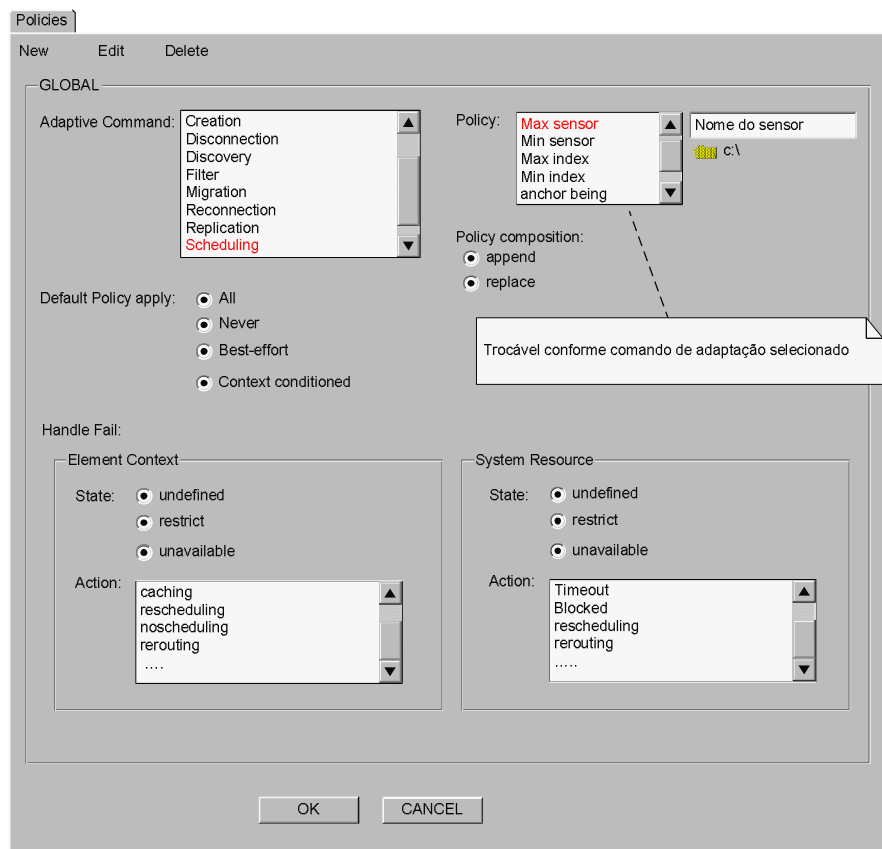 Policies
New Edit Delete
GLOBAL
Adaptive Command:
Creation
Disconnection
Discovery
Filter
Migration
Reconnection
Replication
Scheduling
Policy:
Max sensor
Min sensor
Max index
Min index
anchor being
Nome do sensor
c:\
Policy composition:
append
replace
Default Policy apply:
All
Never
Best-effort
Context conditioned
Trocável conforme comando de adaptação selecionado
Handle Fail:
Element Context
State:
undefined
restrict
unavailable
Action:
caching
rescheduling
noscheduling
rerouting
....
System Resource
State:
undefined
restrict
unavailable
Action:
Timeout
Blocked
rescheduling
rerouting
.....
OK
CANCEL